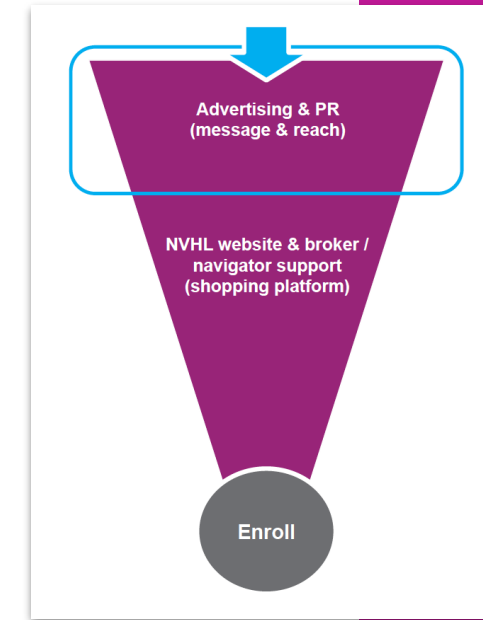 Advertising & PR
(message & reach)
NVHL website & broker /
navigator support
(shopping platform)
Enroll